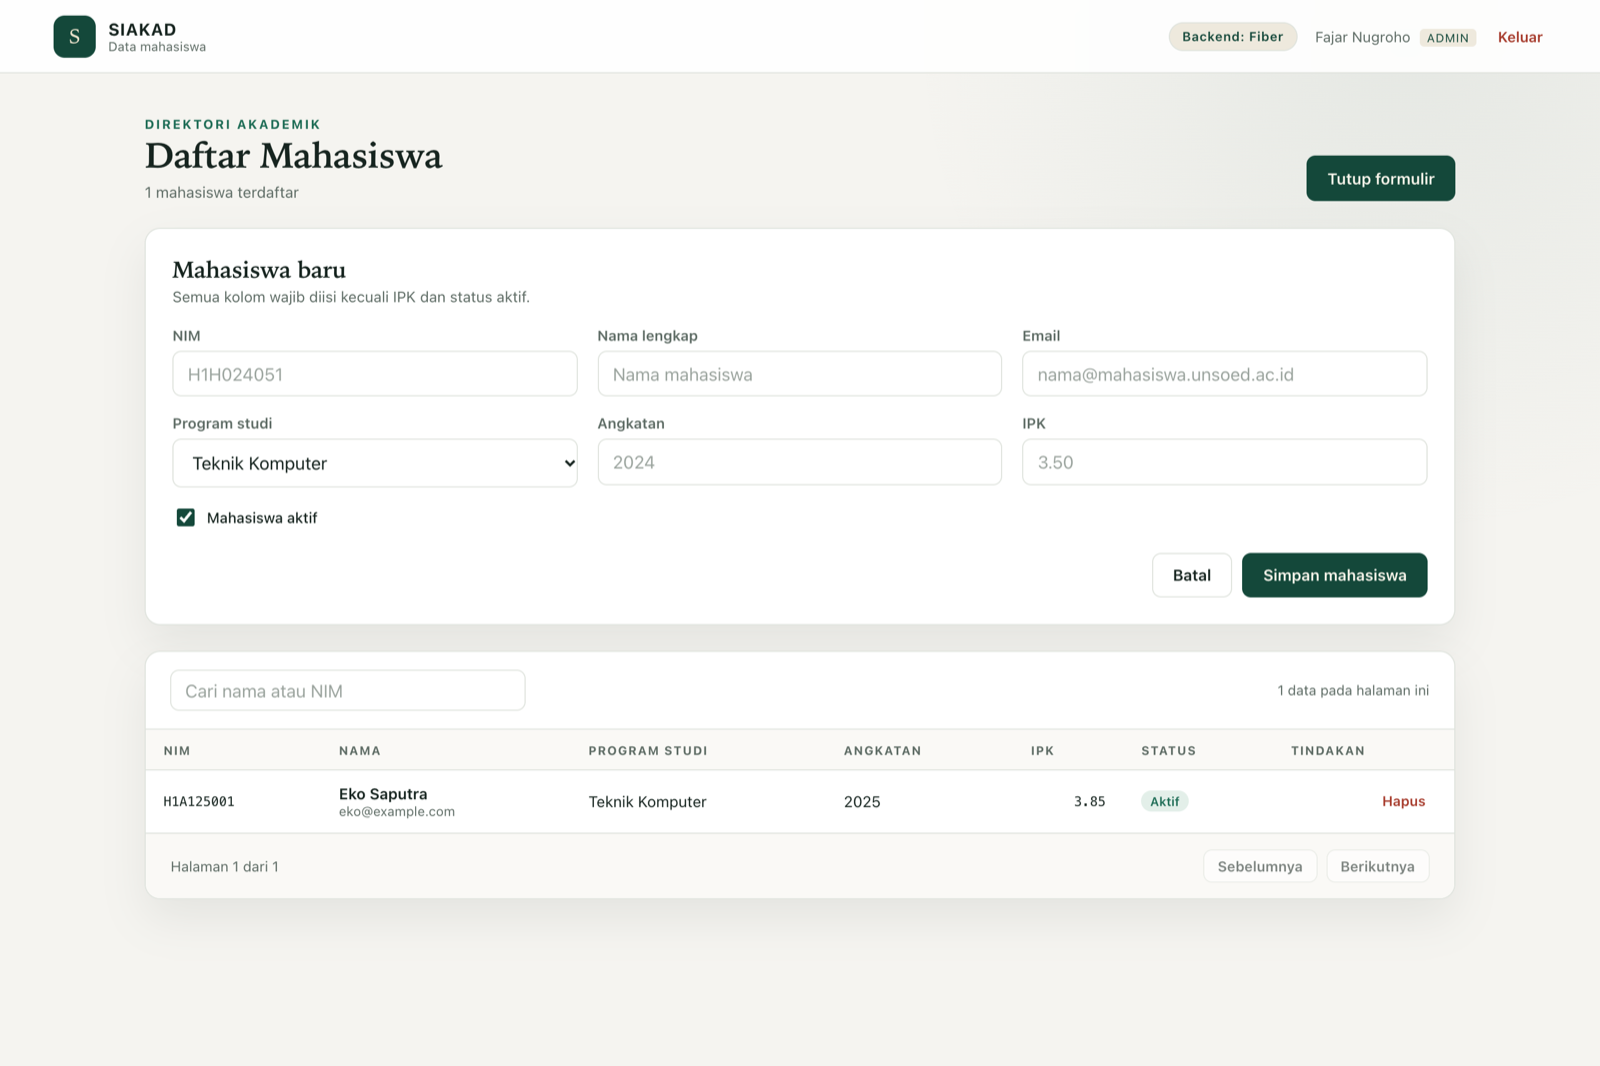 S
SIAKAD
Data mahasiswa
Backend: Fiber
Fajar Nugroho
ADMIN
Keluar
DIREKTORI AKADEMIK
Daftar Mahasiswa
1 mahasiswa terdaftar
Tutup formulir
Mahasiswa baru
Semua kolom wajib diisi kecuali IPK dan status aktif.
NIM
Nama lengkap
Email
H1H024051
Nama mahasiswa
nama@mahasiswa.unsoed.ac.id
Program studi
Angkatan
IPK
Teknik Komputer
2024
3.50
Mahasiswa aktif
Batal
Simpan mahasiswa
Cari nama atau NIM
1 data pada halaman ini
NIM NAMA PROGRAM STUDI ANGKATAN IPK STATUS TINDAKAN
H1A125001 Eko Saputra Teknik Komputer 2025 3.85 Aktif Hapus
eko@example.com
Halaman 1 dari 1
Sebelumnya
Berikutnya